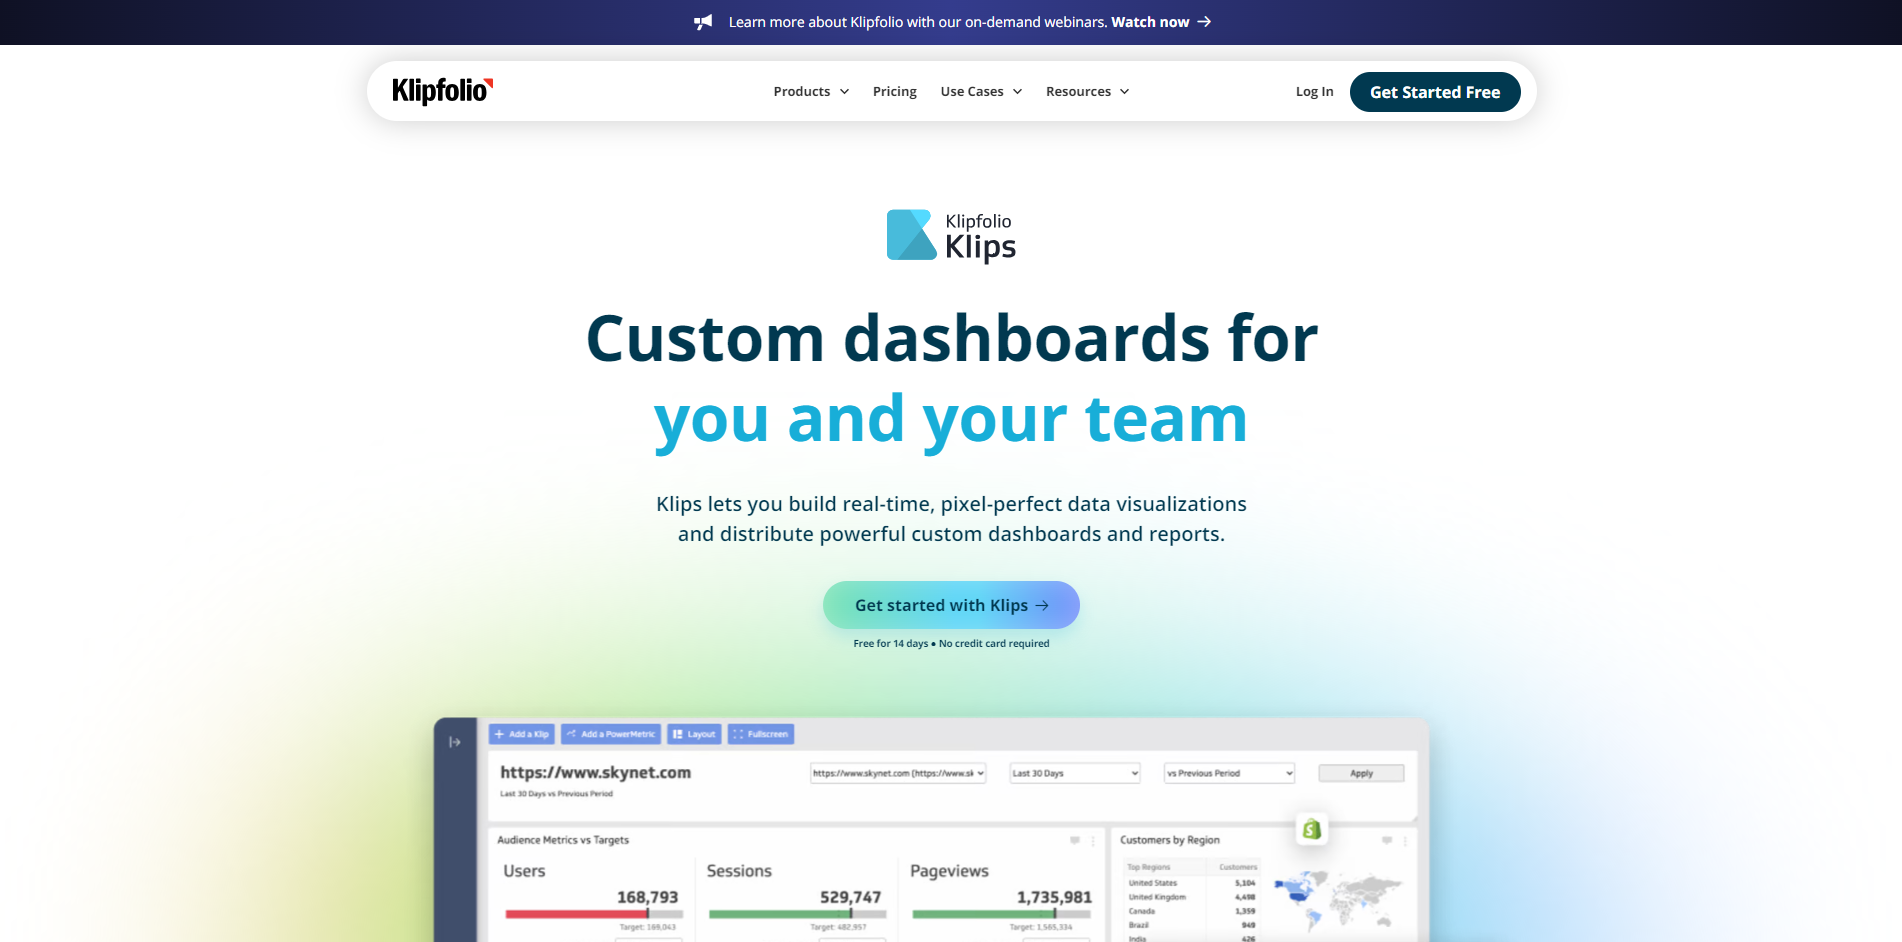 Learn more about Klipfolio with our on-demand webinars. Watch now →
Klipfolio
Products
Pricing
Use Cases
Resources
Log In
Get Started Free
Klipfolio
Klips
Custom dashboards for
you and your team
Klips lets you build real-time, pixel-perfect data visualizations
and distribute powerful custom dashboards and reports.
Get started with Klips →
Free for 14 days • No credit card required
Add a Klip
Add a PowerMetric
Layout
Fullscreen
https://www.skynet.com
https://www.skynet.com (https://www.sk
Last 30 Days
vs Previous Period
Apply
Last 30 Days vs Previous Period
Audience Metrics vs Targets
Users
168,793
Target: 169,043
Sessions
529,747
Target: 482,957
Pageviews
1,735,981
Target: 1,565,334
Customers by Region
Top Regions Customers
United States 5,104
United Kingdom 4,498
Canada 1,359
Brazil 949
India 426